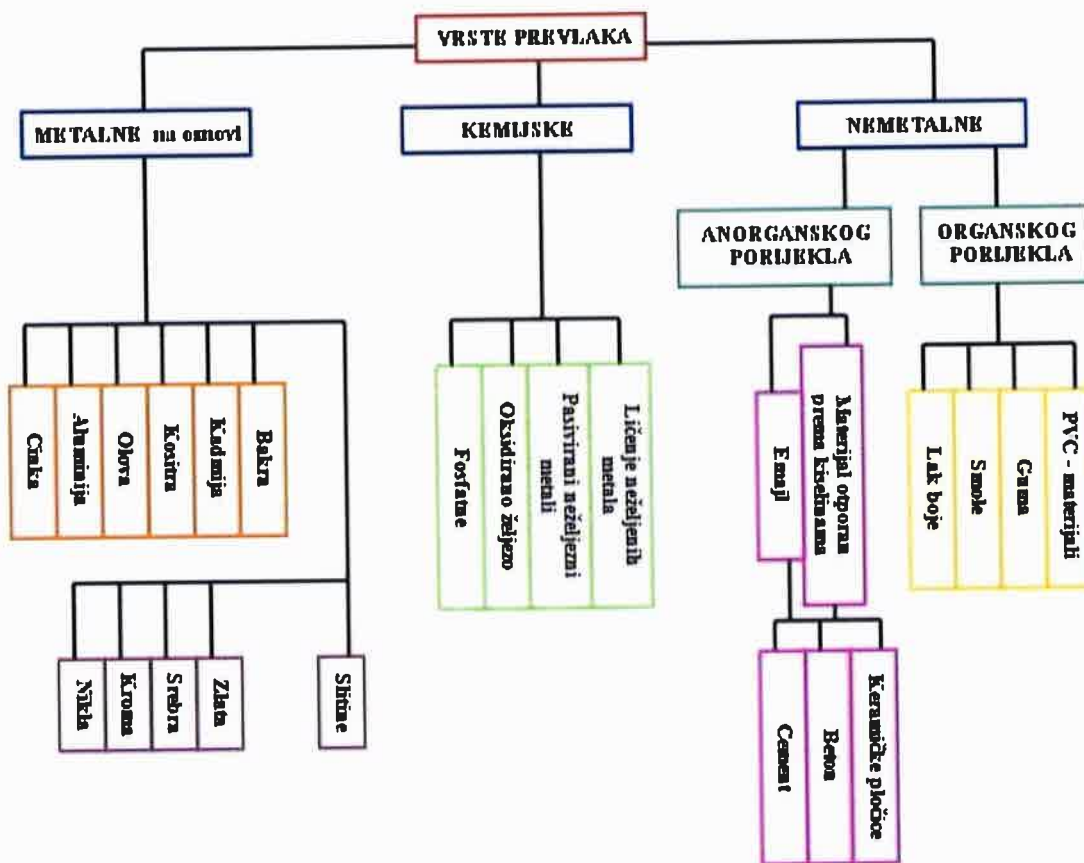 VRSTE PREVLAKA
METALNE na osnovi
KEMIJSKE
NEMETALNE
ANORGANSKOG
PORIJEKLA
ORGANSKOG
PORIJEKLA
Cinka
Aluminija
Olova
Kositra
Kadmija
Bakra
Nikla
Kroma
Srebra
Zlata
Slitine
Fosfatne
Oksidirano željezo
Pasivirani neželjezni
metali
Ličenje neželjenih
metala
Emajl
Materijal otporan
prema kiselinama
Cement
Beton
Keramičke pločice
Lak boje
Smole
Guma
PVC - materijali